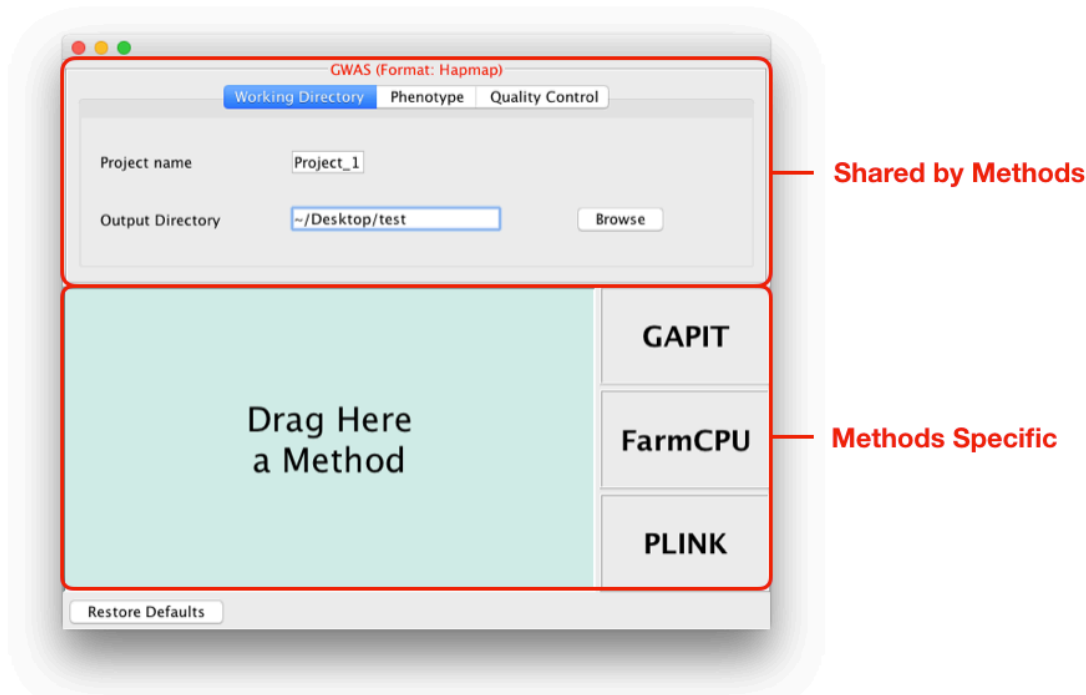 GWAS (Format: Hapmap)
Working Directory Phenotype Quality Control
Project name Project_1
Output Directory ~/Desktop/test Browse
Shared by Methods
Drag Here
a Method
GAPIT
FarmCPU
PLINK
Methods Specific
Restore Defaults